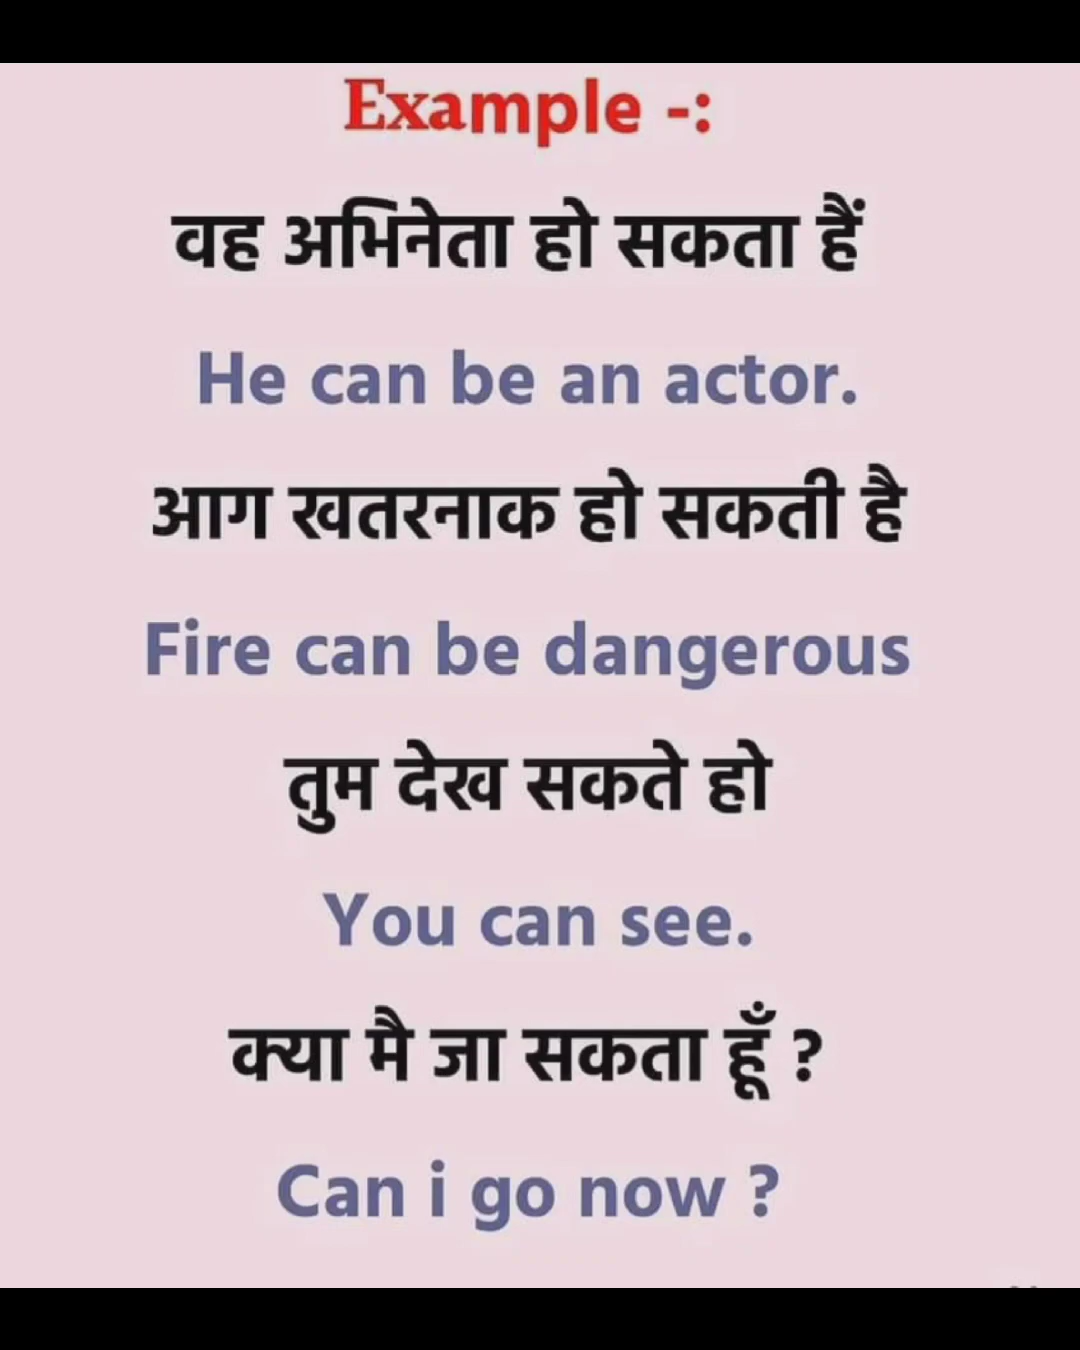 Example -:
वह अभिनेता हो सकता हैं
He can be an actor.
आग खतरनाक हो सकती है
Fire can be dangerous
तुम देख सकते हो
You can see.
क्या मै जा सकता हूँ ?
Can i go now ?